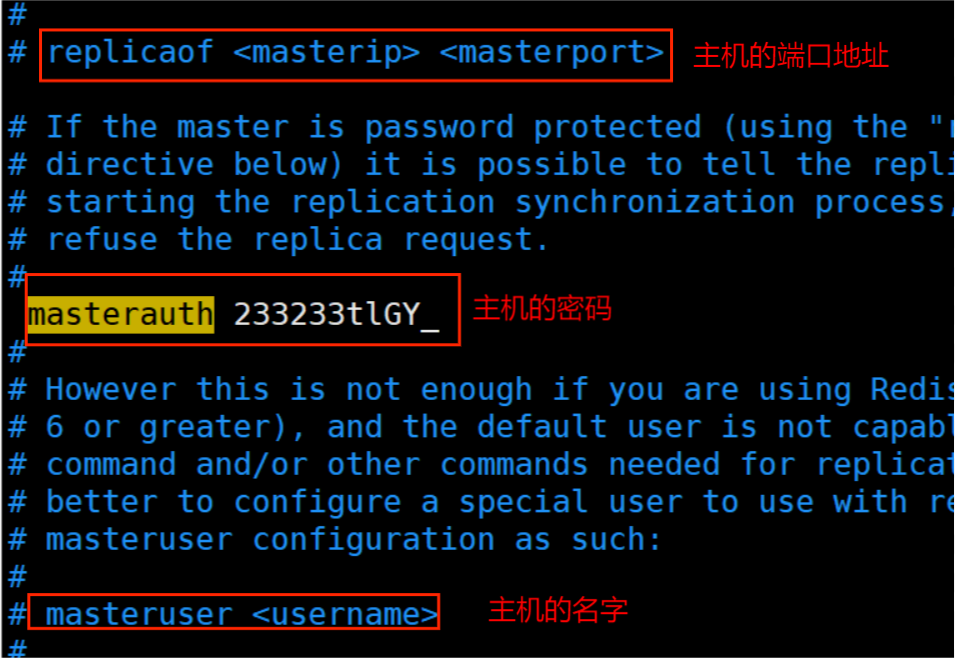 #
# replicaof <masterip> <masterport> 主机的端口地址
# If the master is password protected (using the "
# directive below) it is possible to tell the repli
# starting the replication synchronization process,
# refuse the replica request.
#
masterauth 233233tlGY_ 主机的密码
#
# However this is not enough if you are using Redis
# 6 or greater), and the default user is not capabl
# command and/or other commands needed for replicat
# better to configure a special user to use with re
# masteruser configuration as such:
#
# masteruser <username> 主机的名字
#